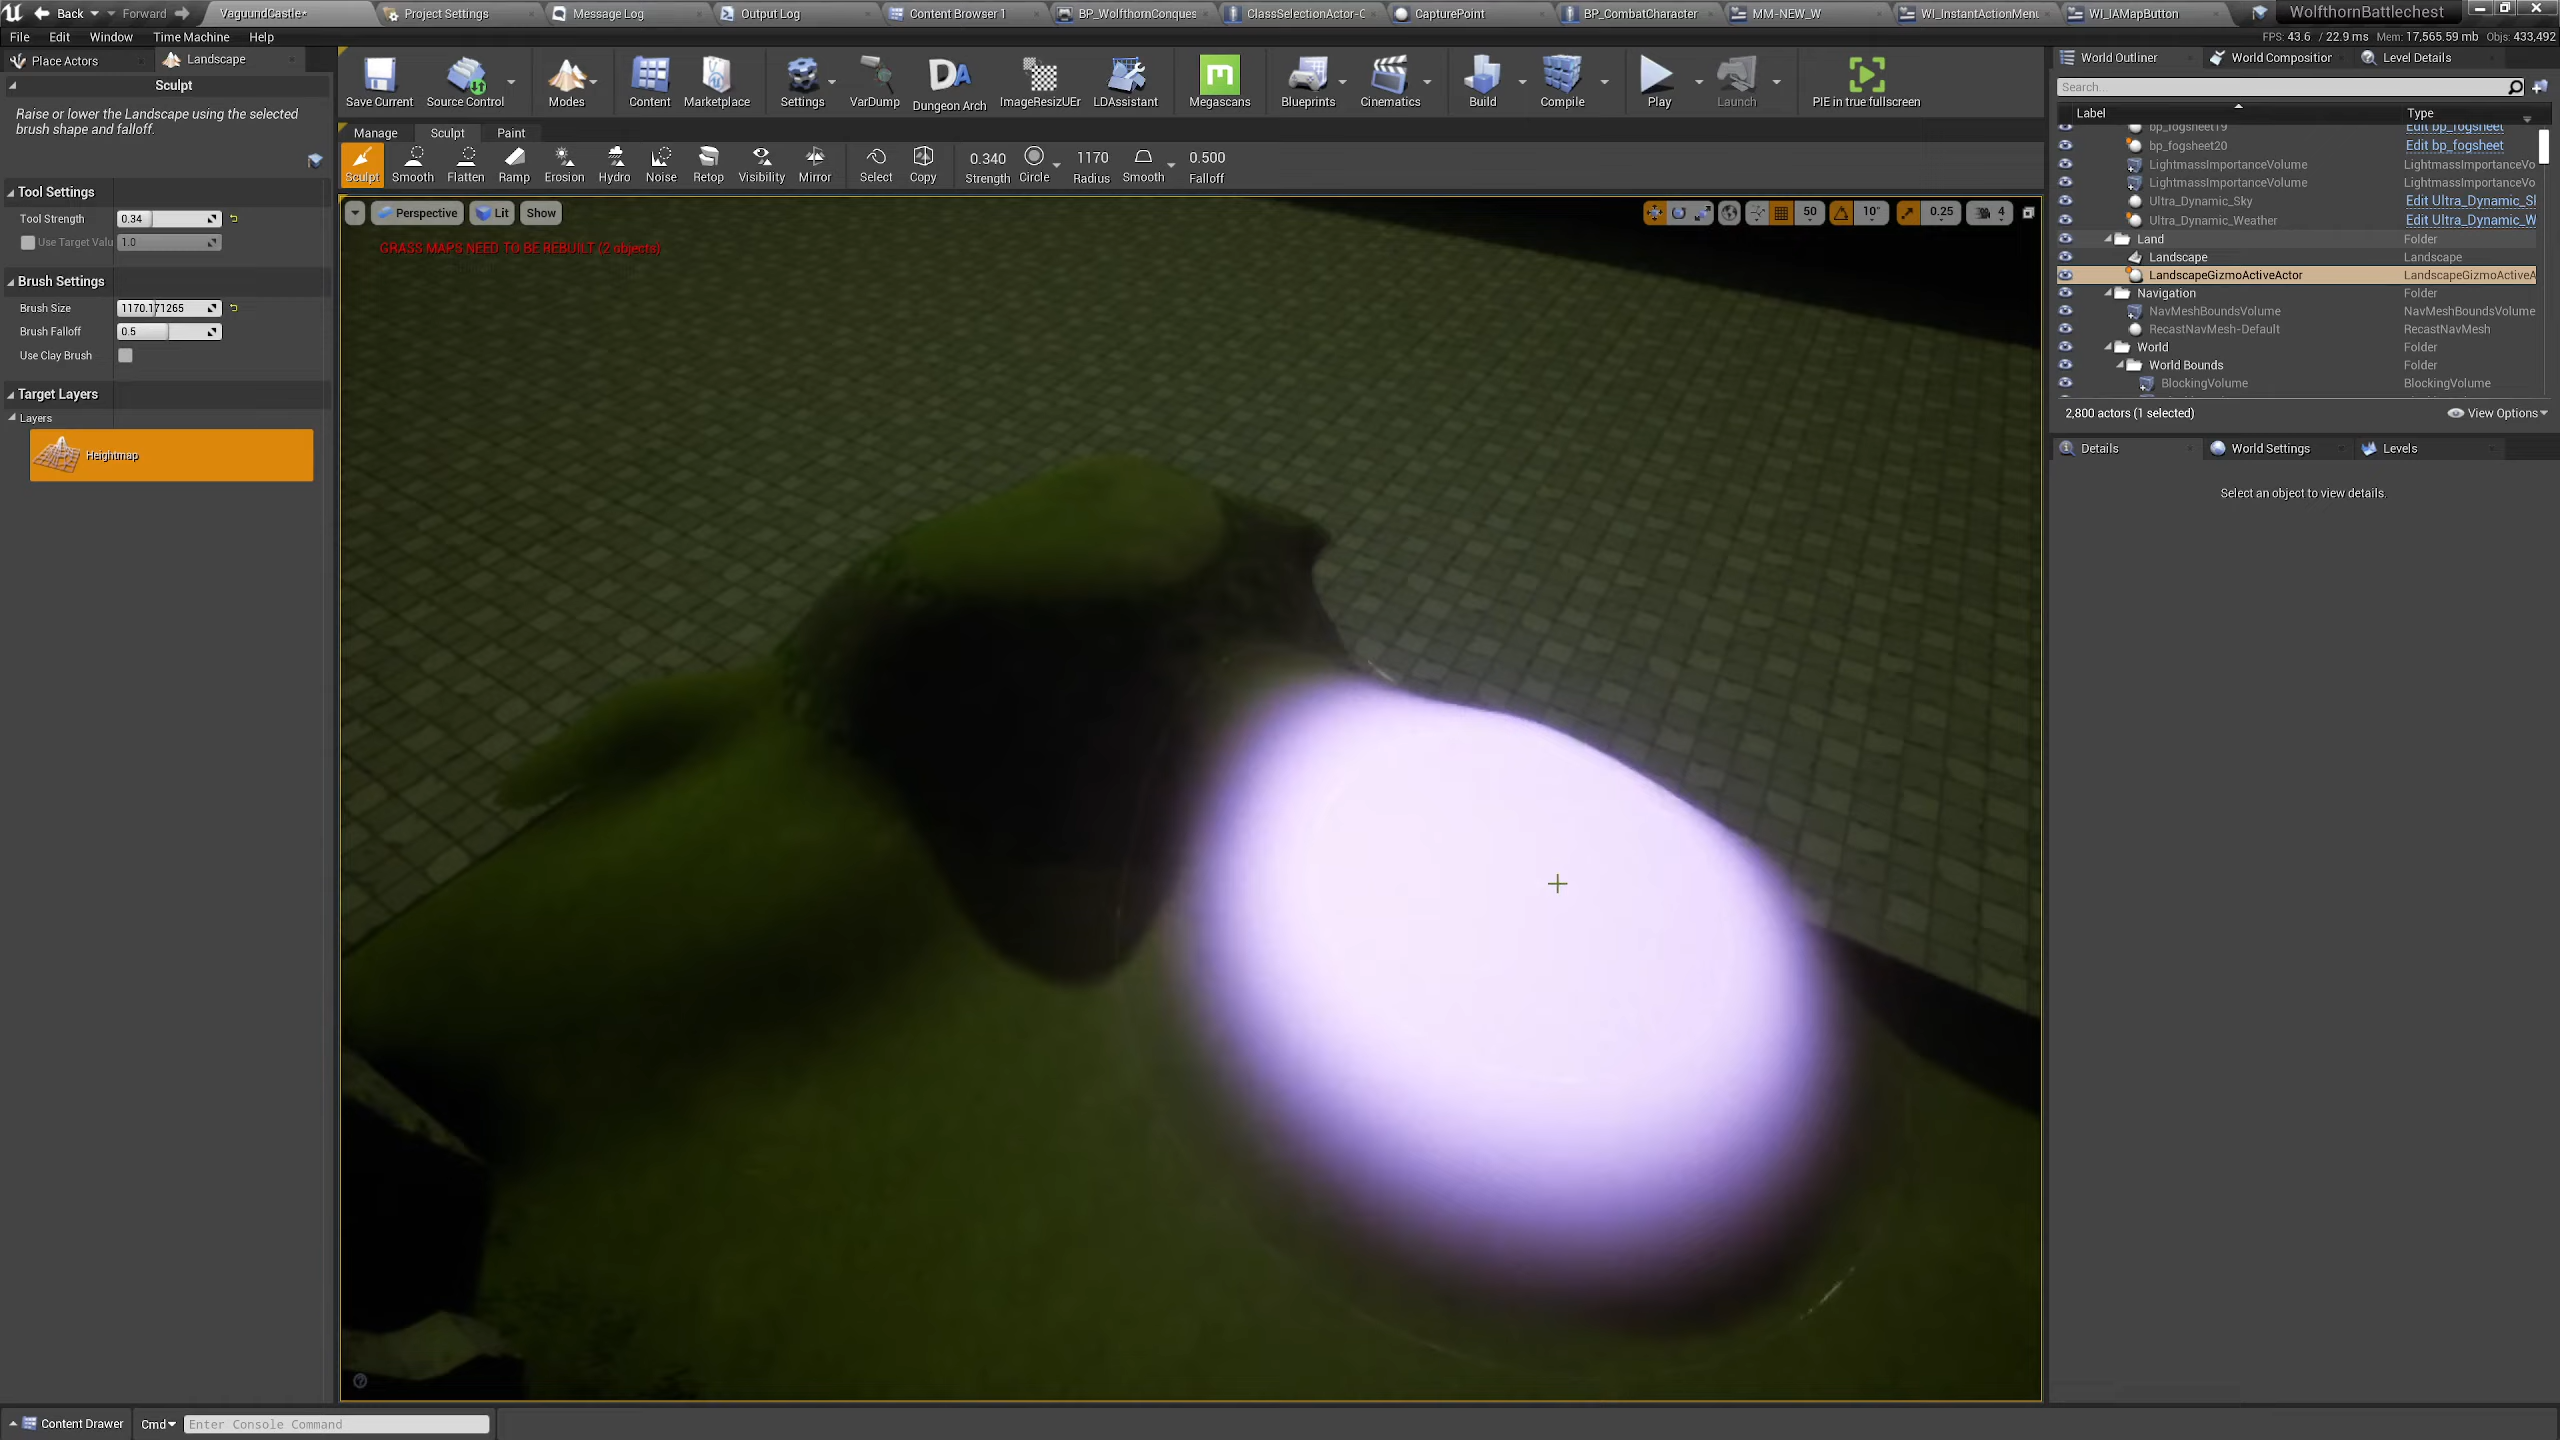 Back Forward VaguundCastle* Project Settings Message Log Output Log Content Browser 1 BP_WolfthornConques ClassSelectionActor-C CapturePoint BP_CombatCharacter MM-NEW_W WI_InstantActionMenu WI_IAMapButton WolfthornBattlechest
File Edit Window Time Machine Help FPS: 43.6 / 22.9 ms Mem: 17,565.59 mb Objs: 433,492
Place Actors Landscape
Sculpt
Raise or lower the Landscape using the selected
brush shape and falloff.
Tool Settings
Tool Strength 0.34
Use Target Valu 1.0
Brush Settings
Brush Size 1170.171265
Brush Falloff 0.5
Use Clay Brush
Target Layers
Layers
Heightmap
Save Current Source Control Modes Content Marketplace Settings VarDump Dungeon Arch ImageResizUEr LDAssistant Megascans Blueprints Cinematics Build Compile Play Launch PIE in true fullscreen
Manage Sculpt Paint
Sculpt Smooth Flatten Ramp Erosion Hydro Noise Retop Visibility Mirror Select Copy
0.340 1170 0.500
Strength Circle Radius Smooth Falloff
Perspective Lit Show 50 10° 0.25 4
GRASS MAPS NEED TO BE REBUILT (2 objects)
World Outliner World Composition Level Details
Search...
Label Type
bp_fogsheet19 Edit bp_fogsheet
bp_fogsheet20 Edit bp_fogsheet
LightmassImportanceVolume LightmassImportanceVo
LightmassImportanceVolume LightmassImportanceVo
Ultra_Dynamic_Sky Edit Ultra_Dynamic_Sk
Ultra_Dynamic_Weather Edit Ultra_Dynamic_W
Land Folder
Landscape Landscape
LandscapeGizmoActiveActor LandscapeGizmoActiveA
Navigation Folder
NavMeshBoundsVolume NavMeshBoundsVolume
RecastNavMesh-Default RecastNavMesh
World Folder
World Bounds Folder
BlockingVolume BlockingVolume
2,800 actors (1 selected) View Options
Details World Settings Levels
Select an object to view details.
Content Drawer Cmd Enter Console Command